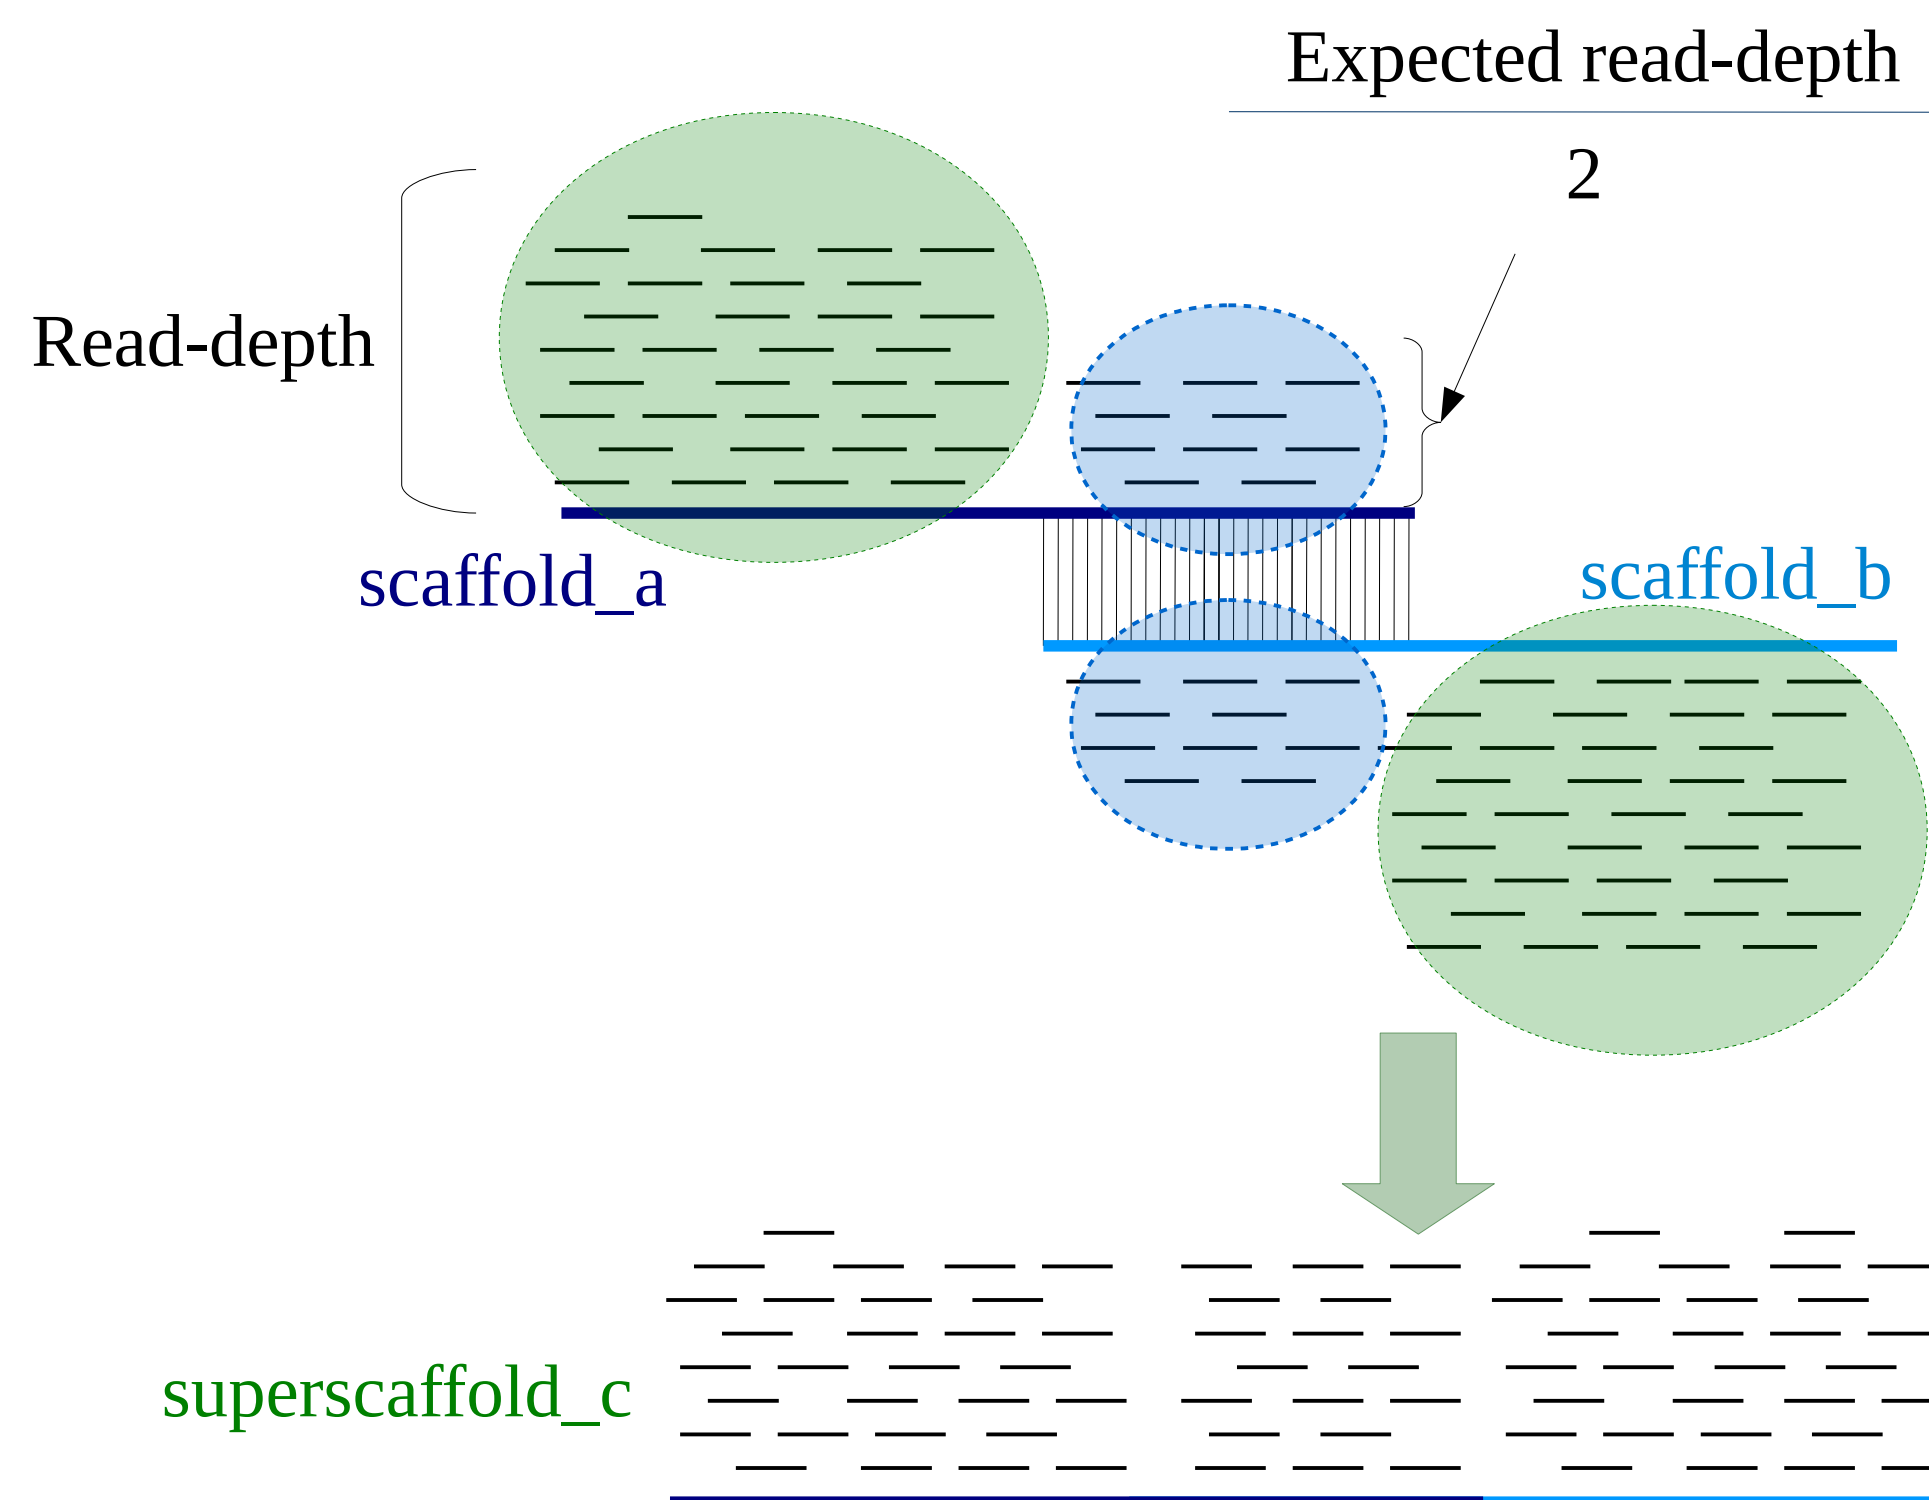 Expected read-depth
2
Read-depth
scaffold_a
scaffold_b
superscaffold_c